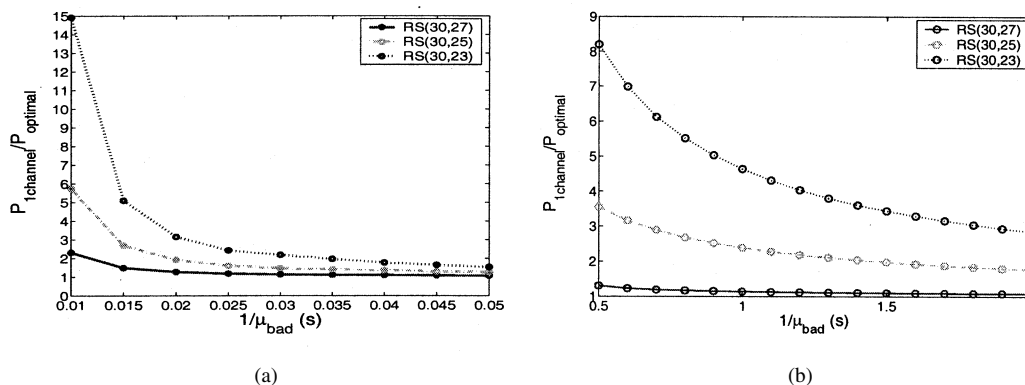 15
14
13
12
11
10
9
8
7
6
5
4
3
2
1
0
P1channel/Poptimal
0.01 0.015 0.02 0.025 0.03 0.035 0.04 0.045 0.05
1/μbad (s)
RS(30,27)
RS(30,25)
RS(30,23)
(a)
9
8
7
6
5
4
3
2
1
P1channel/Poptimal
0.5 1 1.5
1/μbad (s)
RS(30,27)
RS(30,25)
RS(30,23)
(b)